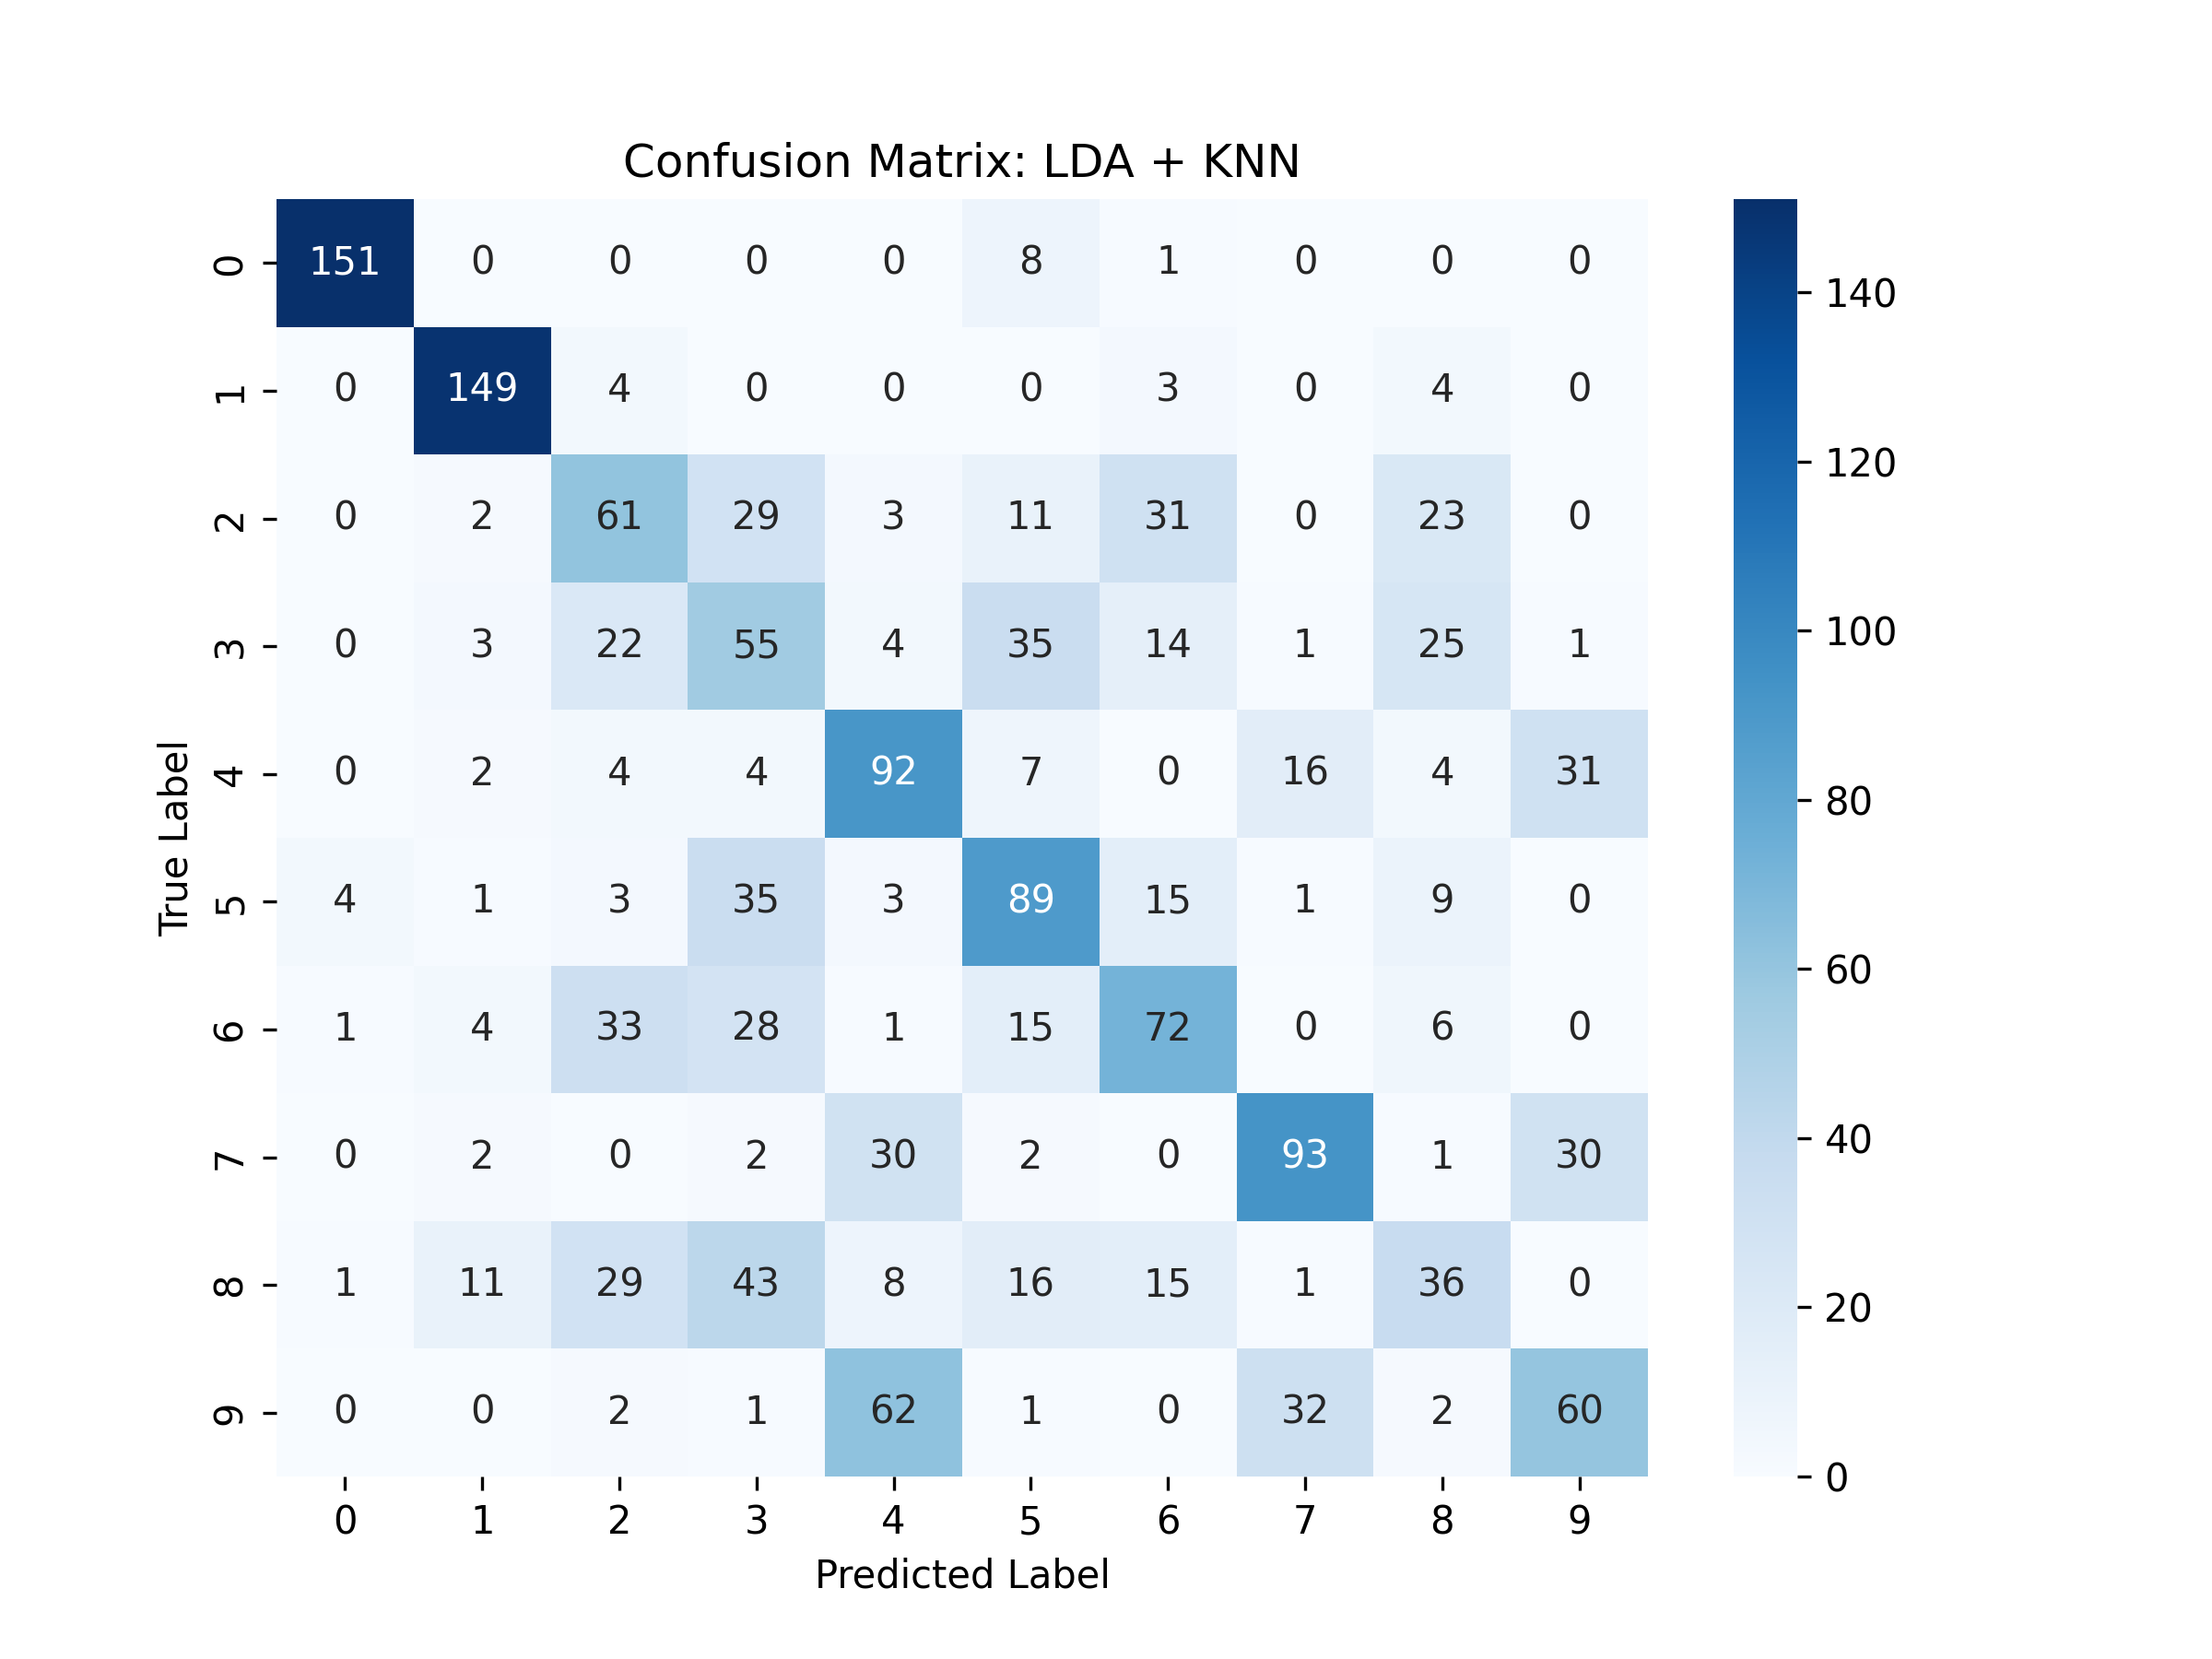 Confusion Matrix: LDA + KNN
0 151 0 0 0 0 8 1 0 0 0
1 0 149 4 0 0 0 3 0 4 0
2 0 2 61 29 3 11 31 0 23 0
3 0 3 22 55 4 35 14 1 25 1
4 0 2 4 4 92 7 0 16 4 31
5 4 1 3 35 3 89 15 1 9 0
6 1 4 33 28 1 15 72 0 6 0
7 0 2 0 2 30 2 0 93 1 30
8 1 11 29 43 8 16 15 1 36 0
9 0 0 2 1 62 1 0 32 2 60
0 1 2 3 4 5 6 7 8 9
Predicted Label
True Label
140
120
100
80
60
40
20
0